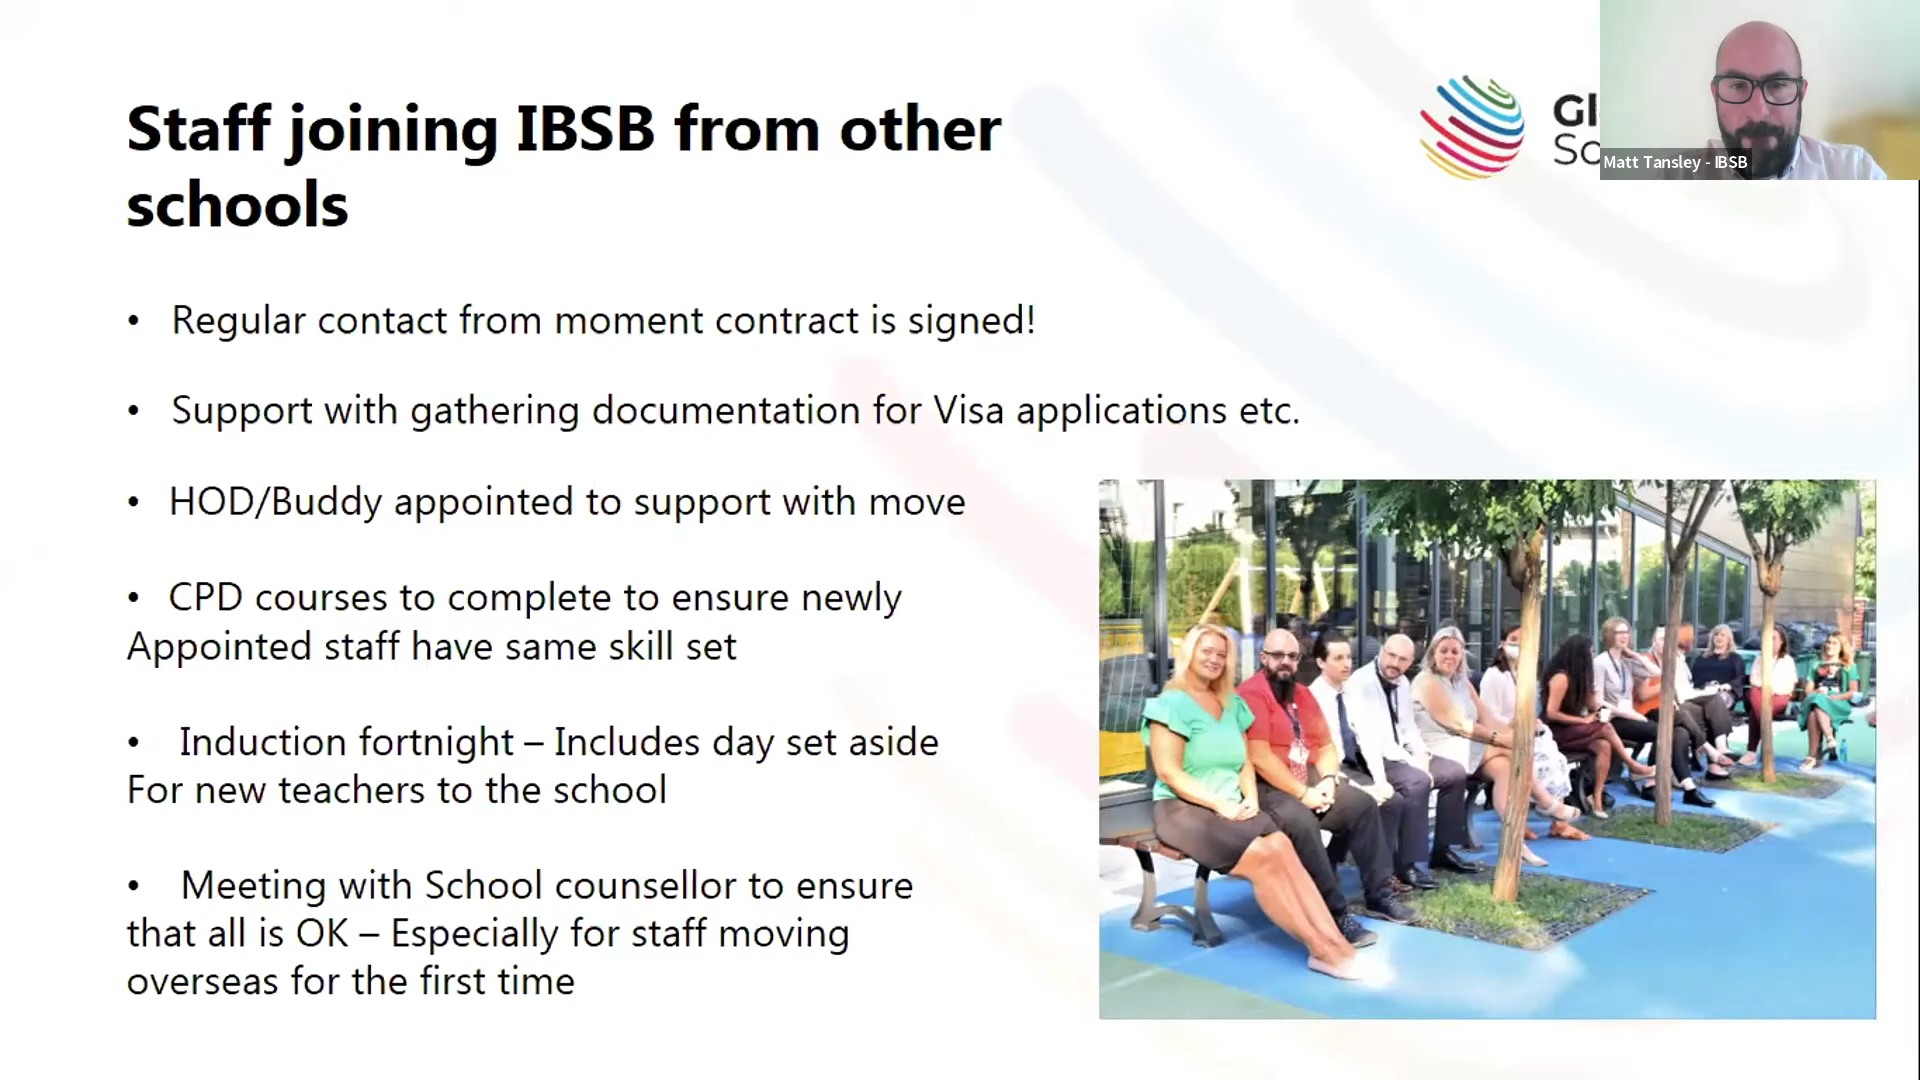 Staff joining IBSB from other
schools
Gl
So
Matt Tansley - IBSB
• Regular contact from moment contract is signed!
• Support with gathering documentation for Visa applications etc.
• HOD/Buddy appointed to support with move
• CPD courses to complete to ensure newly
Appointed staff have same skill set
• Induction fortnight – Includes day set aside
For new teachers to the school
• Meeting with School counsellor to ensure
that all is OK – Especially for staff moving
overseas for the first time